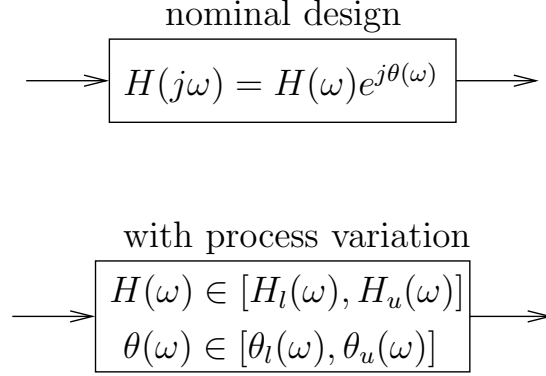 nominal design
H(jω) = H(ω)e^{jθ(ω)}
with process variation
H(ω) ∈ [H_l(ω), H_u(ω)]
θ(ω) ∈ [θ_l(ω), θ_u(ω)]